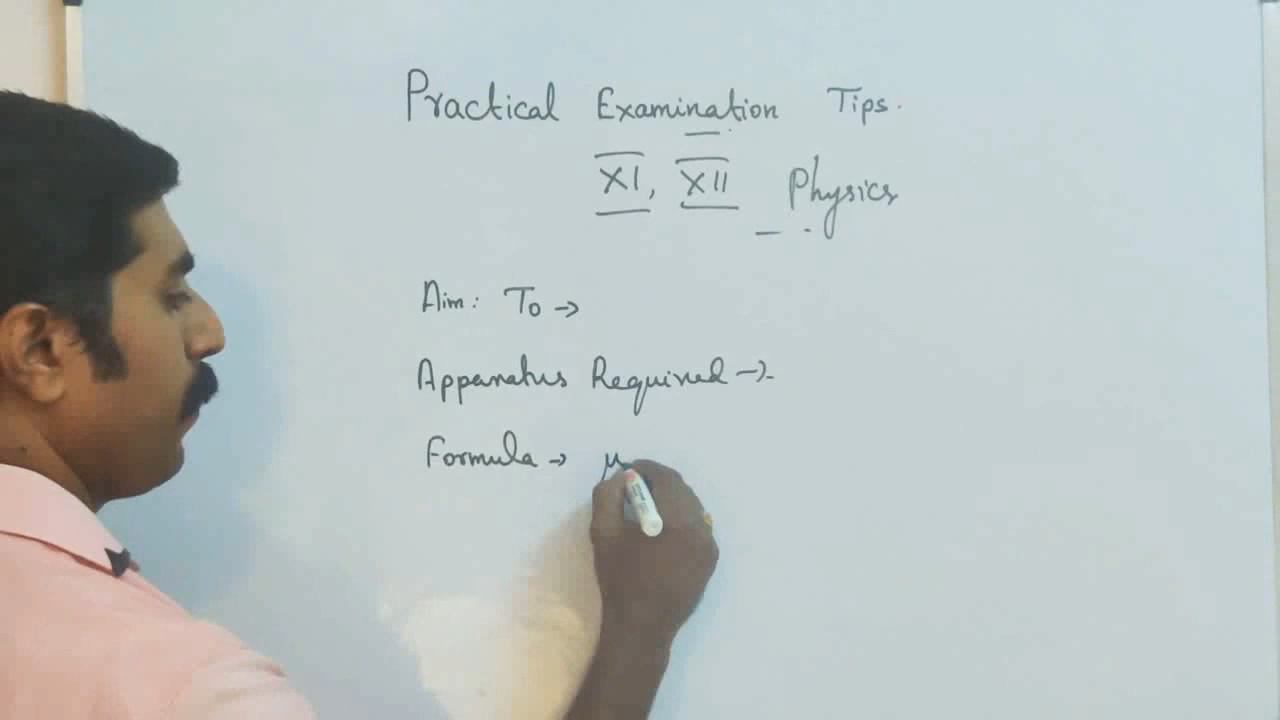 Practical Examination Tips.
XI, XII Physics
Aim: To →
Apparatus Required →
Formula → μ